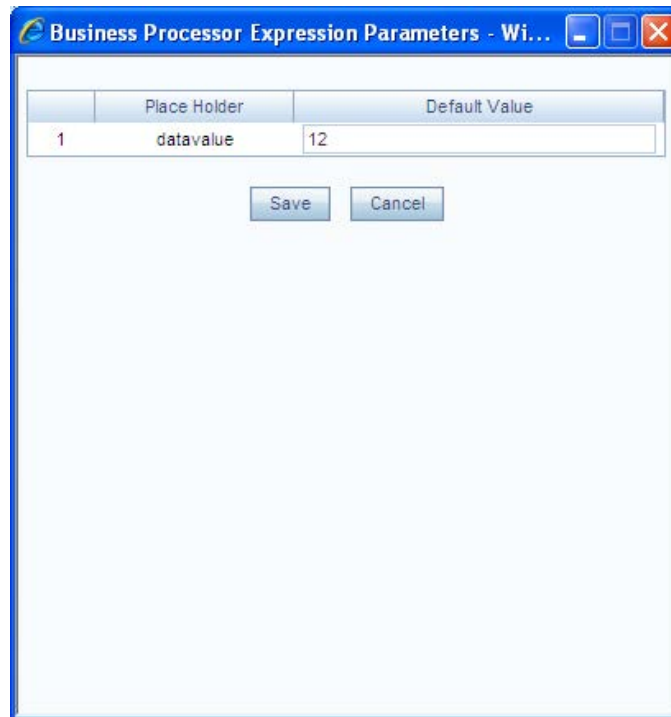 Business Processor Expression Parameters - Wi...
Place Holder Default Value
1 datavalue 12
Save Cancel